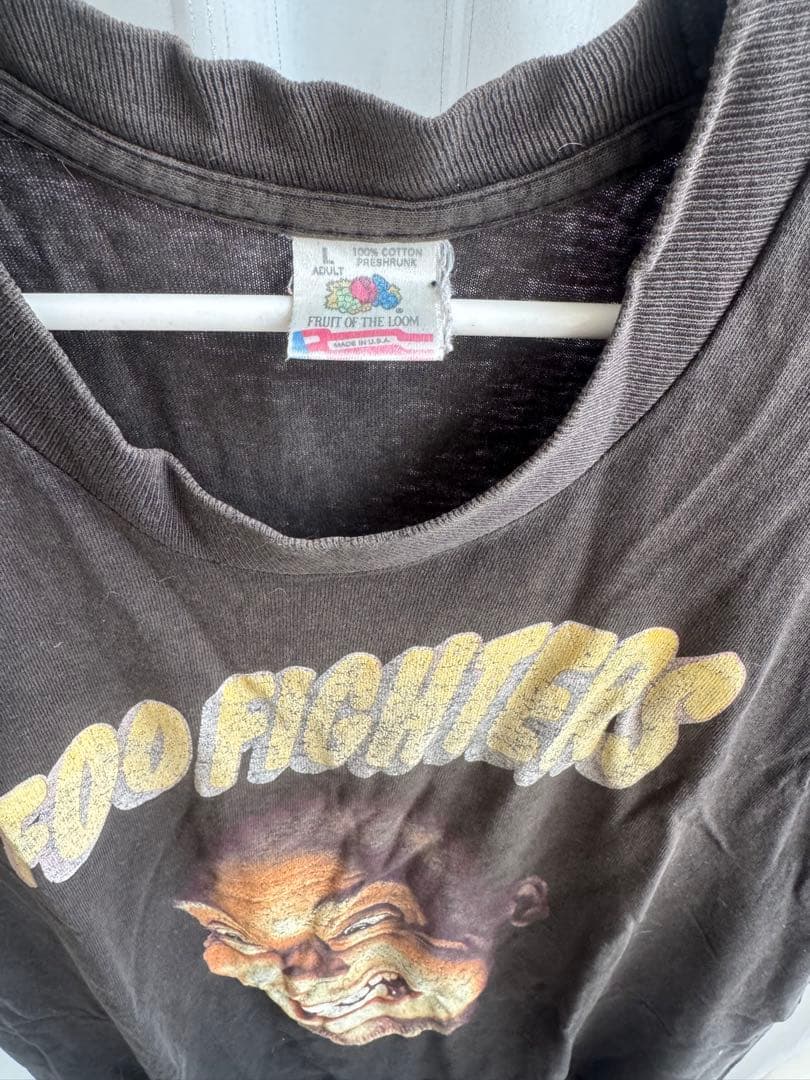 L
ADULT
100% COTTON
PRESHRUNK
®
FRUIT OF THE LOOM
MADE IN U.S.A.
FOO FIGHTERS